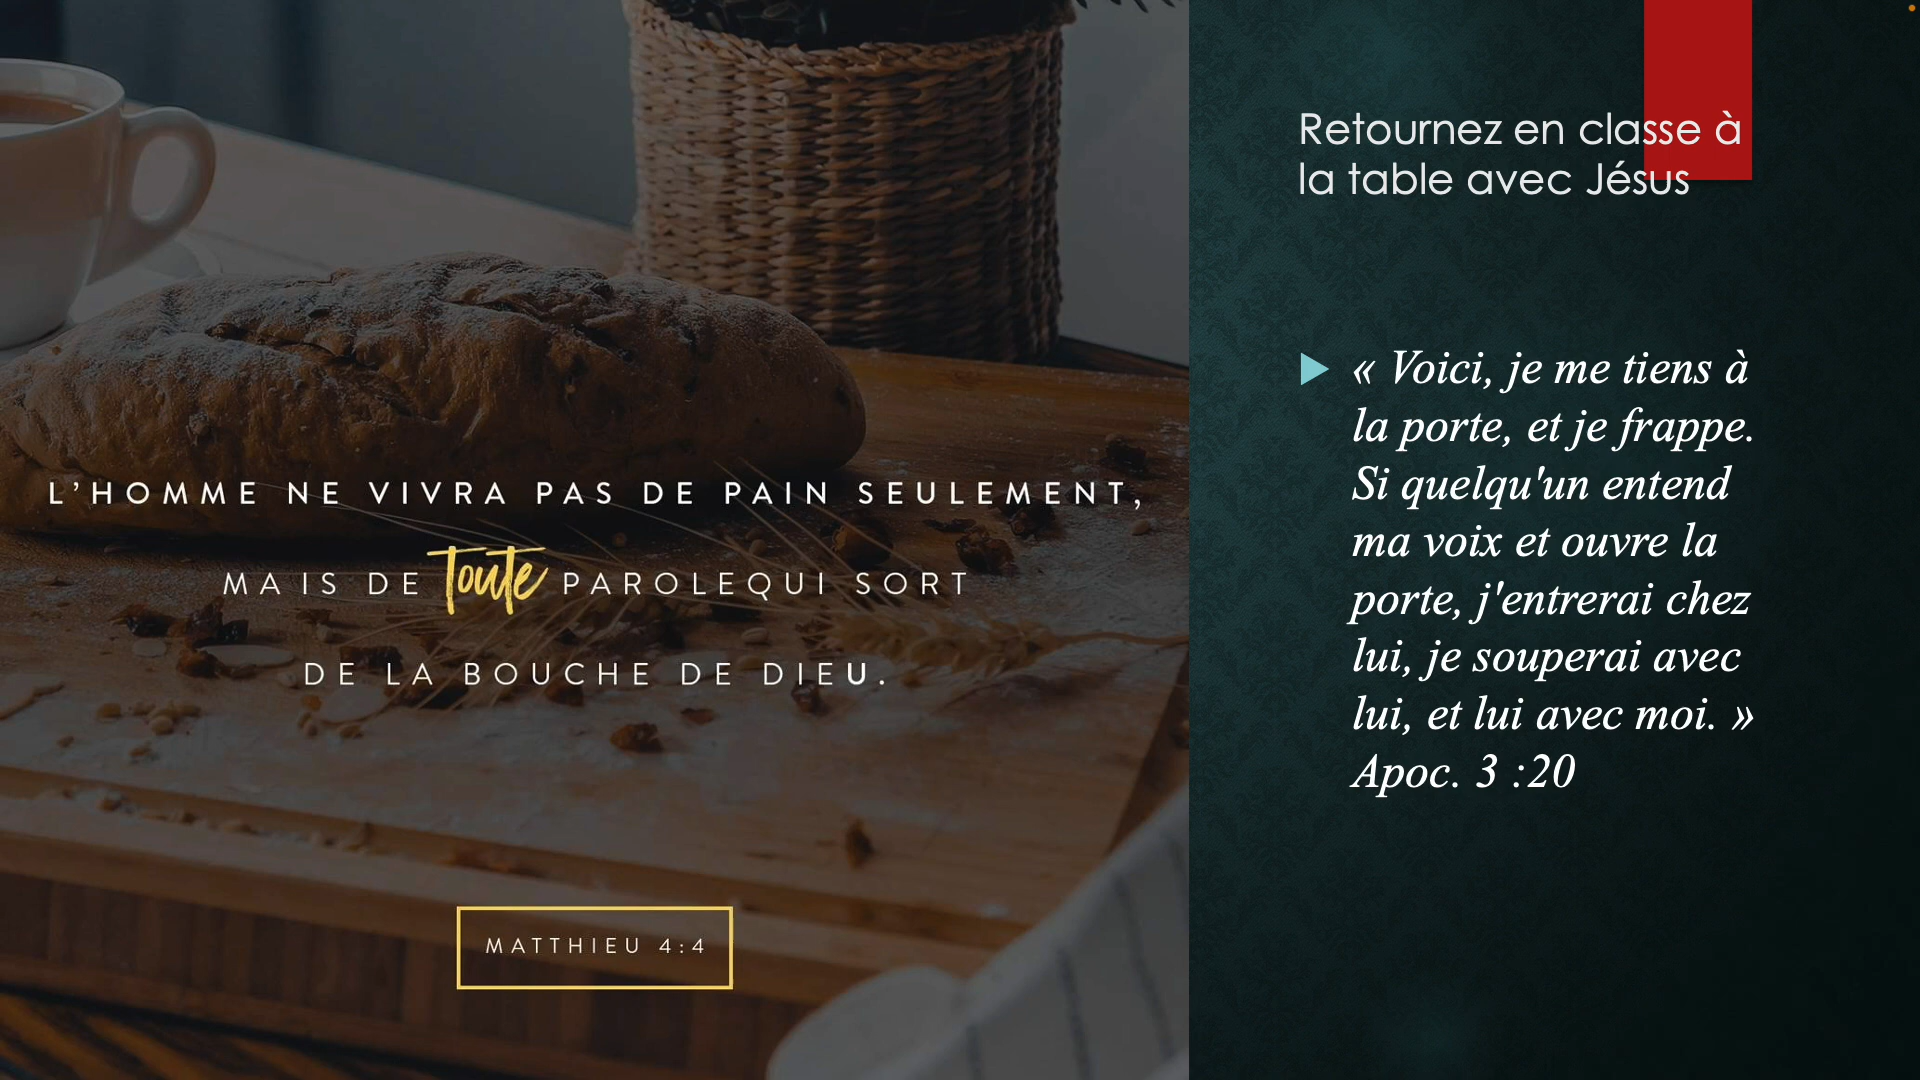 L'HOMME NE VIVRA PAS DE PAIN SEULEMENT,
MAIS DE toute PAROLEQUI SORT
DE LA BOUCHE DE DIEU.
MATTHIEU 4:4
Retournez en classe à
la table avec Jésus
« Voici, je me tiens à
la porte, et je frappe.
Si quelqu'un entend
ma voix et ouvre la
porte, j'entrerai chez
lui, je souperai avec
lui, et lui avec moi. »
Apoc. 3 :20